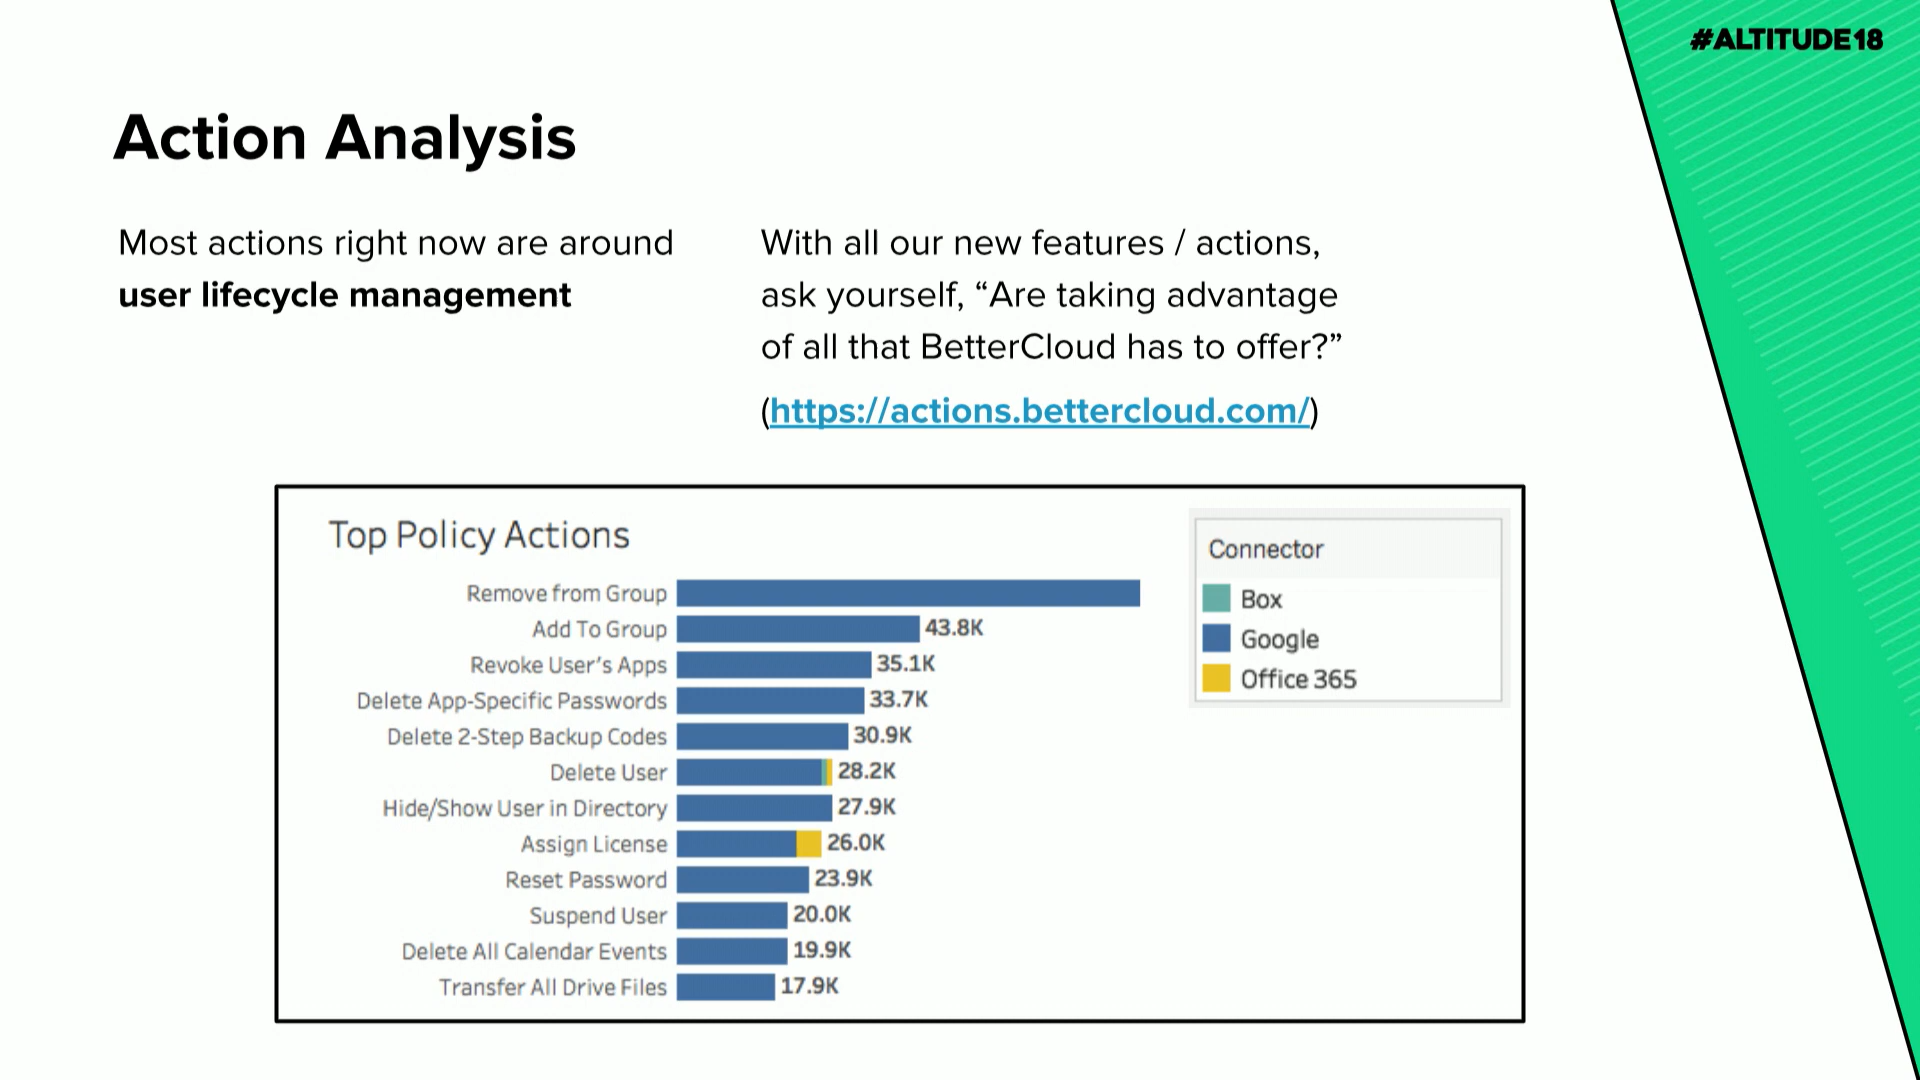 #ALTITUDE18
Action Analysis
Most actions right now are around
user lifecycle management
With all our new features / actions,
ask yourself, “Are taking advantage
of all that BetterCloud has to offer?”
(https://actions.bettercloud.com/)
Top Policy Actions
Remove from Group
Add To Group 43.8K
Revoke User's Apps 35.1K
Delete App-Specific Passwords 33.7K
Delete 2-Step Backup Codes 30.9K
Delete User 28.2K
Hide/Show User in Directory 27.9K
Assign License 26.0K
Reset Password 23.9K
Suspend User 20.0K
Delete All Calendar Events 19.9K
Transfer All Drive Files 17.9K
Connector
Box
Google
Office 365